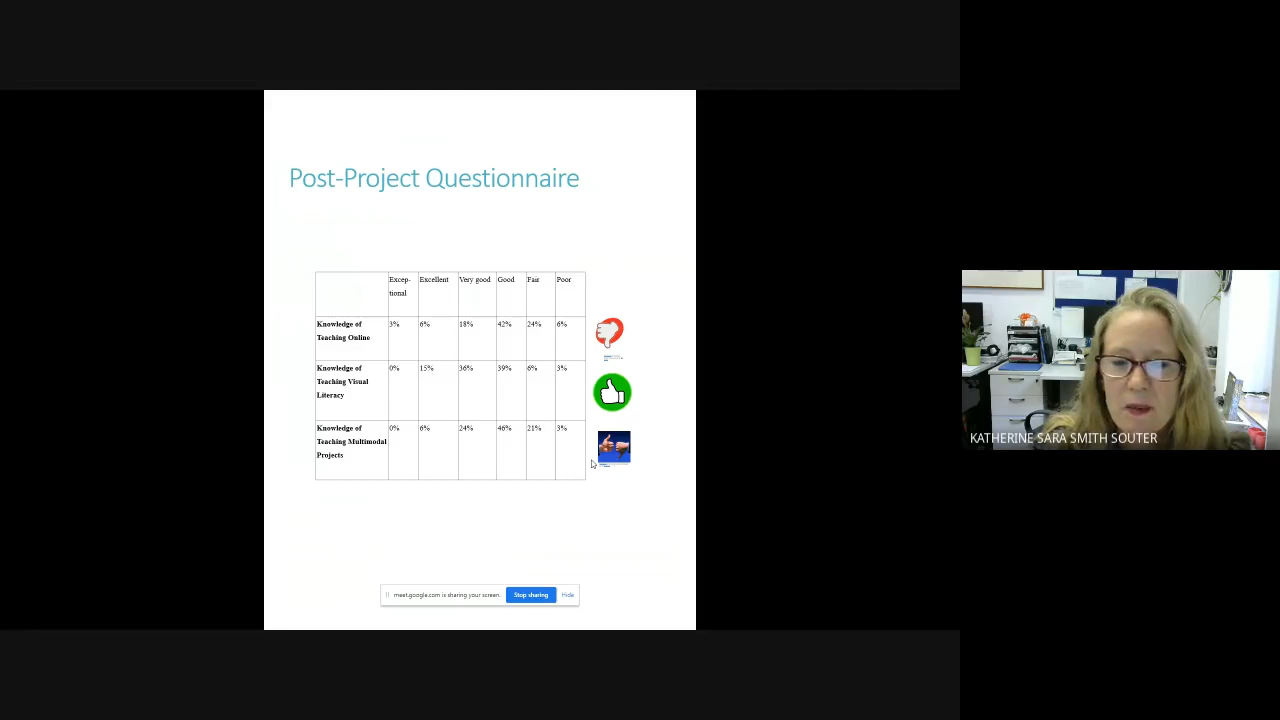 Post-Project Questionnaire
Excep- Excellent Very good Good Fair Poor
tional
Knowledge of 3% 6% 18% 42% 24% 6%
Teaching Online
Knowledge of 0% 15% 36% 39% 6% 3%
Teaching Visual
Literacy
Knowledge of 0% 6% 24% 46% 21% 3%
Teaching Multimodal
Projects
meet.google.com is sharing your screen. Stop sharing Hide
KATHERINE SARA SMITH SOUTER